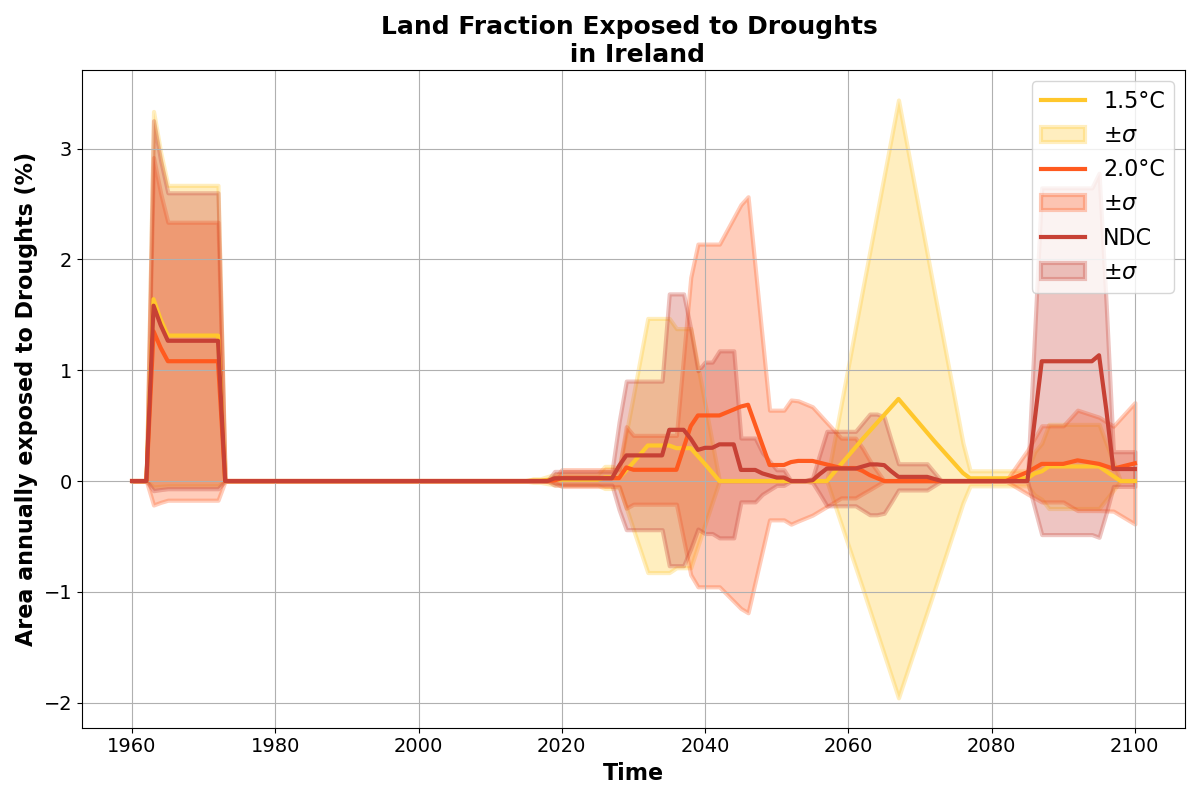 Land Fraction Exposed to Droughts
in Ireland
Area annually exposed to Droughts (%)
3
2
1
0
−1
−2
1960
1980
2000
2020
2040
2060
2080
2100
Time
1.5°C
±σ
2.0°C
±σ
NDC
±σ